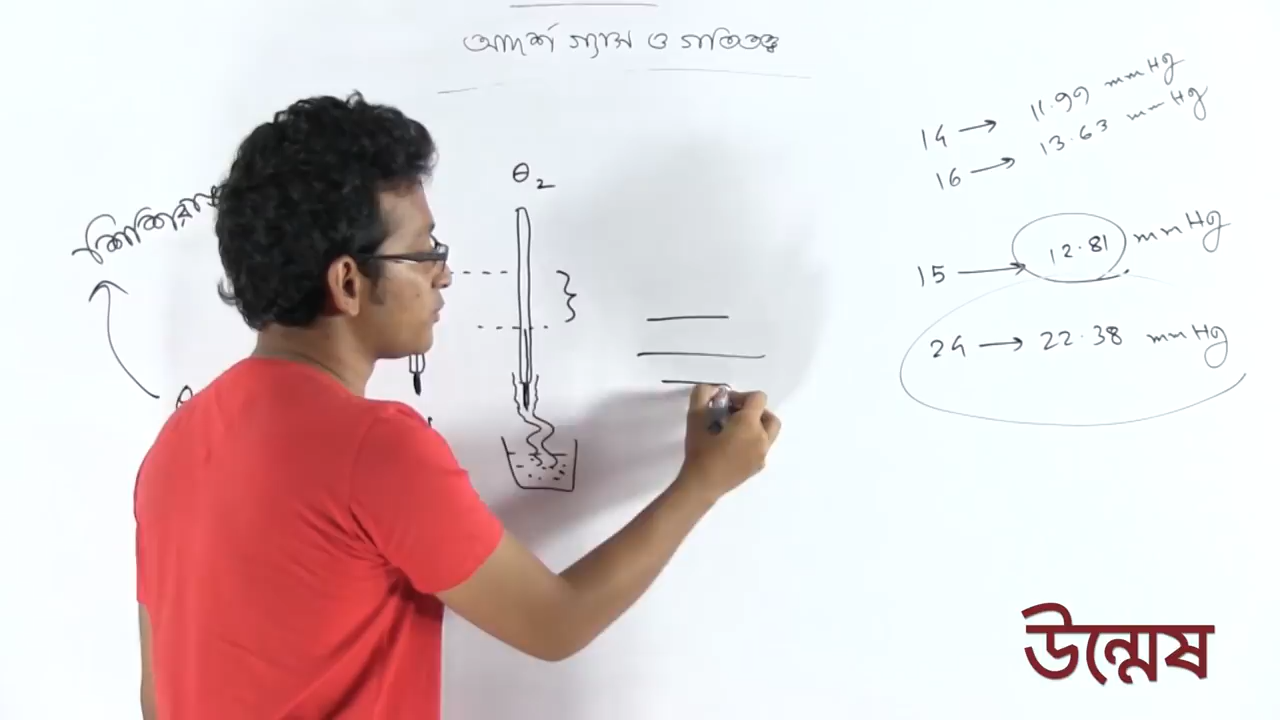 আদর্শ গ্যাস ও গতিতত্ত্ব
14 → 11.99 mm Hg
16 → 13.63 mm Hg
θ₂
15 → 12.81 mm Hg
24 → 22.38 mm Hg
উন্মেষ